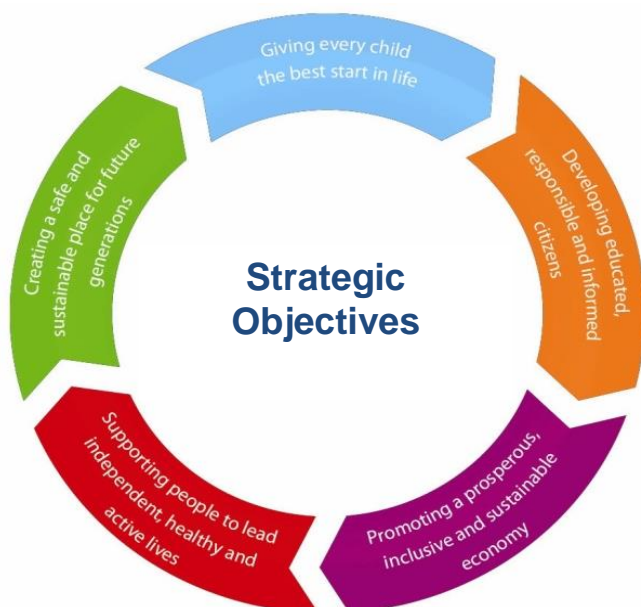 Giving every child
the best start in life
Developing educated,
responsible and informed
citizens
Promoting a prosperous,
inclusive and sustainable
economy
Supporting people to lead
independent, healthy and
active lives
Creating a safe and
sustainable place for future
generations
Strategic
Objectives